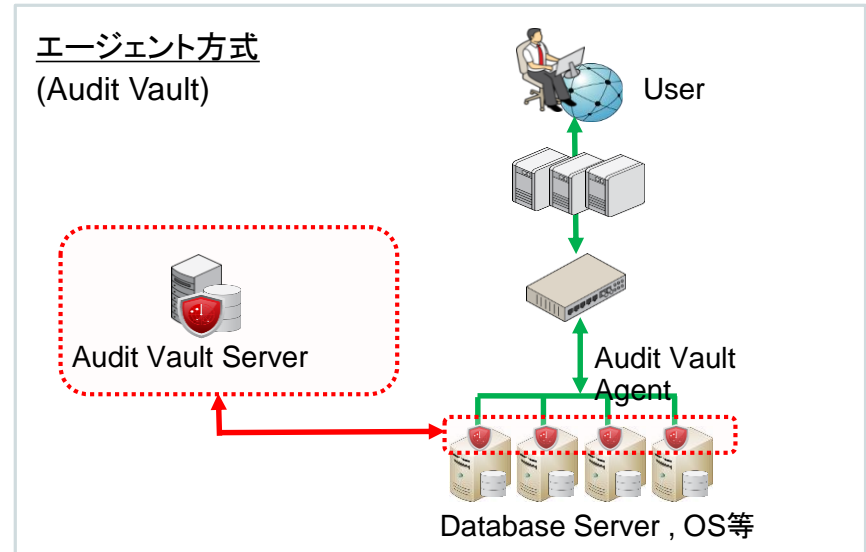 エージェント方式
(Audit Vault)
User
Audit Vault Server
Audit Vault
Agent
Database Server , OS等